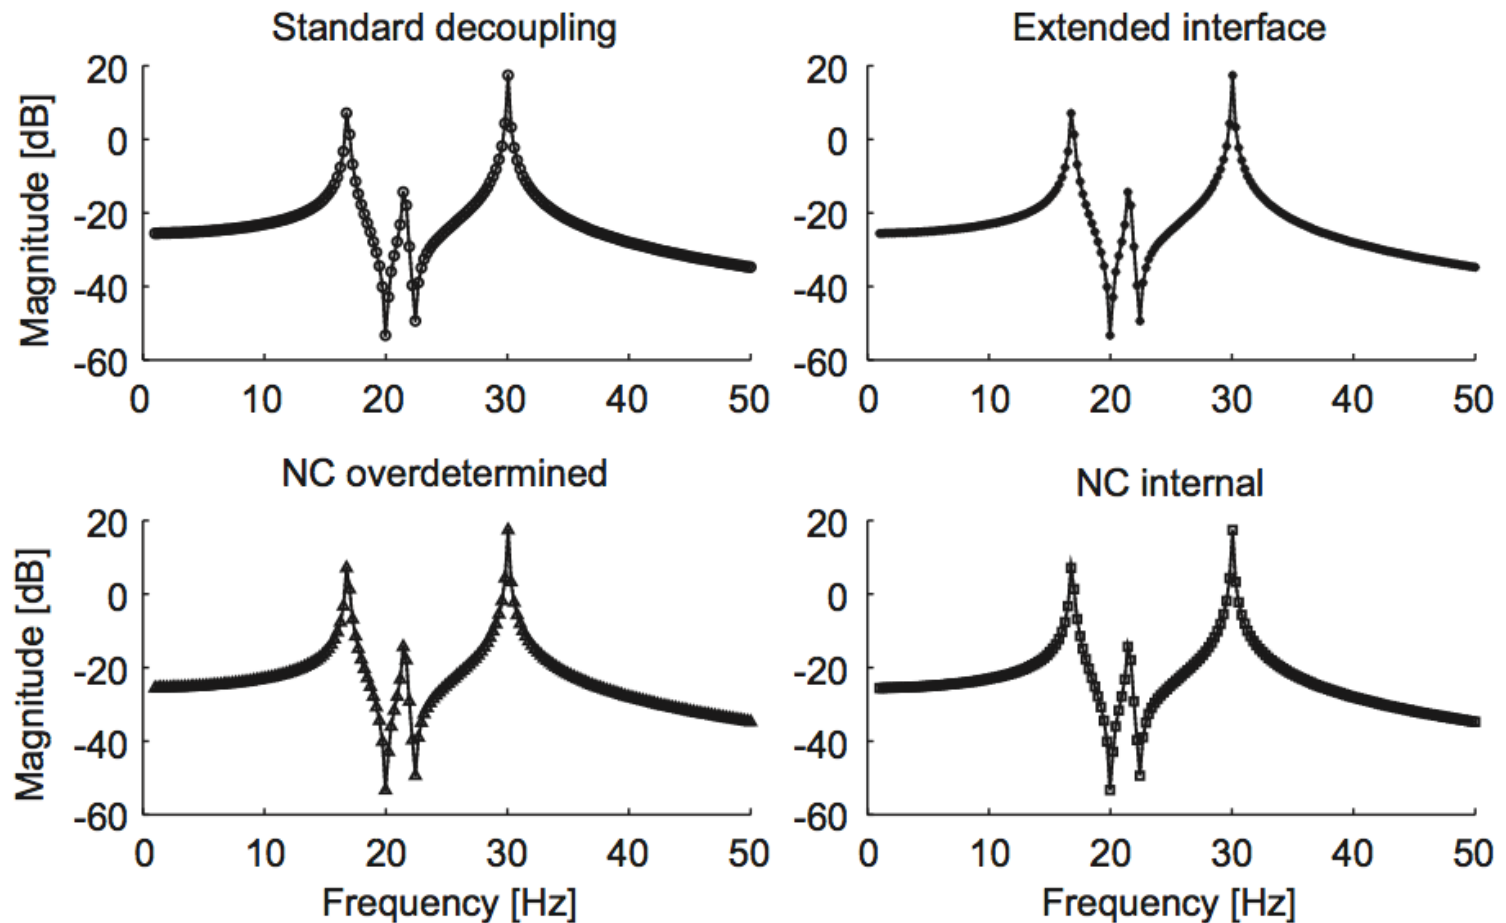 Standard decoupling
Extended interface
Magnitude [dB]
20
0
-20
-40
-60
0 10 20 30 40 50
20
0
-20
-40
-60
0 10 20 30 40 50
NC overdetermined
NC internal
Magnitude [dB]
20
0
-20
-40
-60
0 10 20 30 40 50
Frequency [Hz]
20
0
-20
-40
-60
0 10 20 30 40 50
Frequency [Hz]